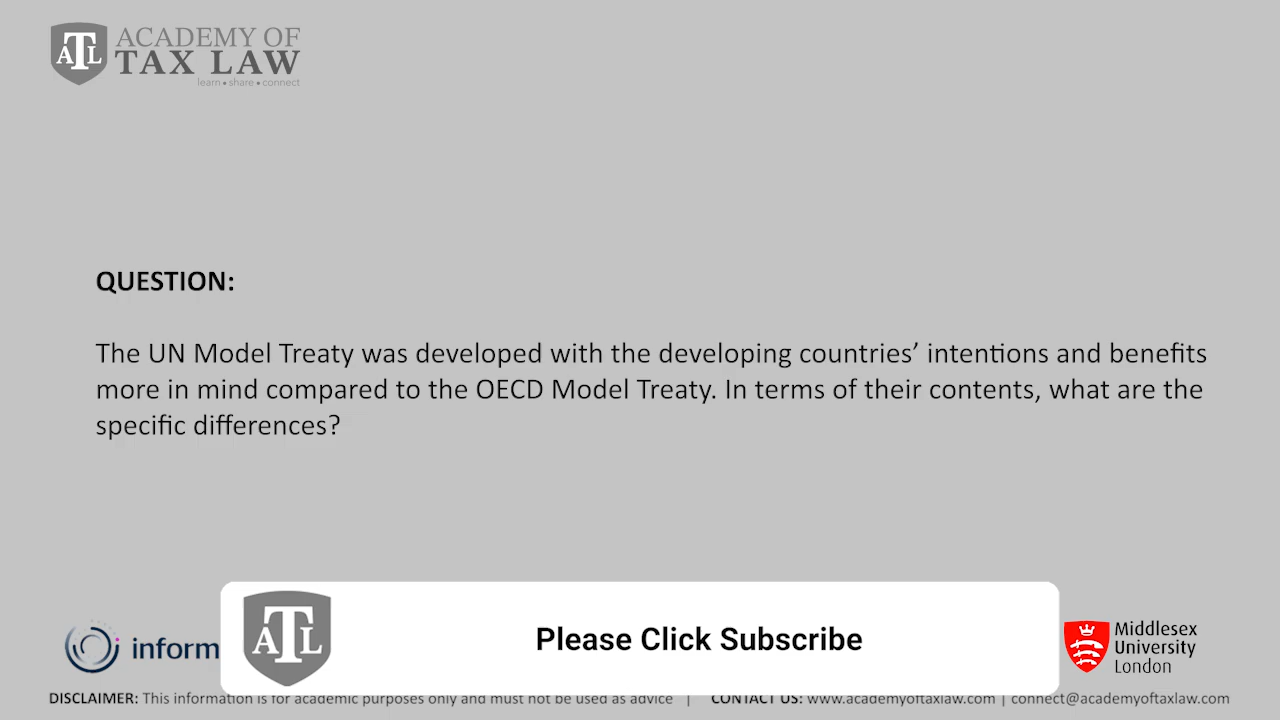 ATL
ACADEMY OF
TAX LAW
learn • share • connect
QUESTION:
The UN Model Treaty was developed with the developing countries’ intentions and benefits
more in mind compared to the OECD Model Treaty. In terms of their contents, what are the
specific differences?
inform
ATL
Please Click Subscribe
Middlesex
University
London
DISCLAIMER: This information is for academic purposes only and must not be used as advice | CONTACT US: www.academyoftaxlaw.com | connect@academyoftaxlaw.com